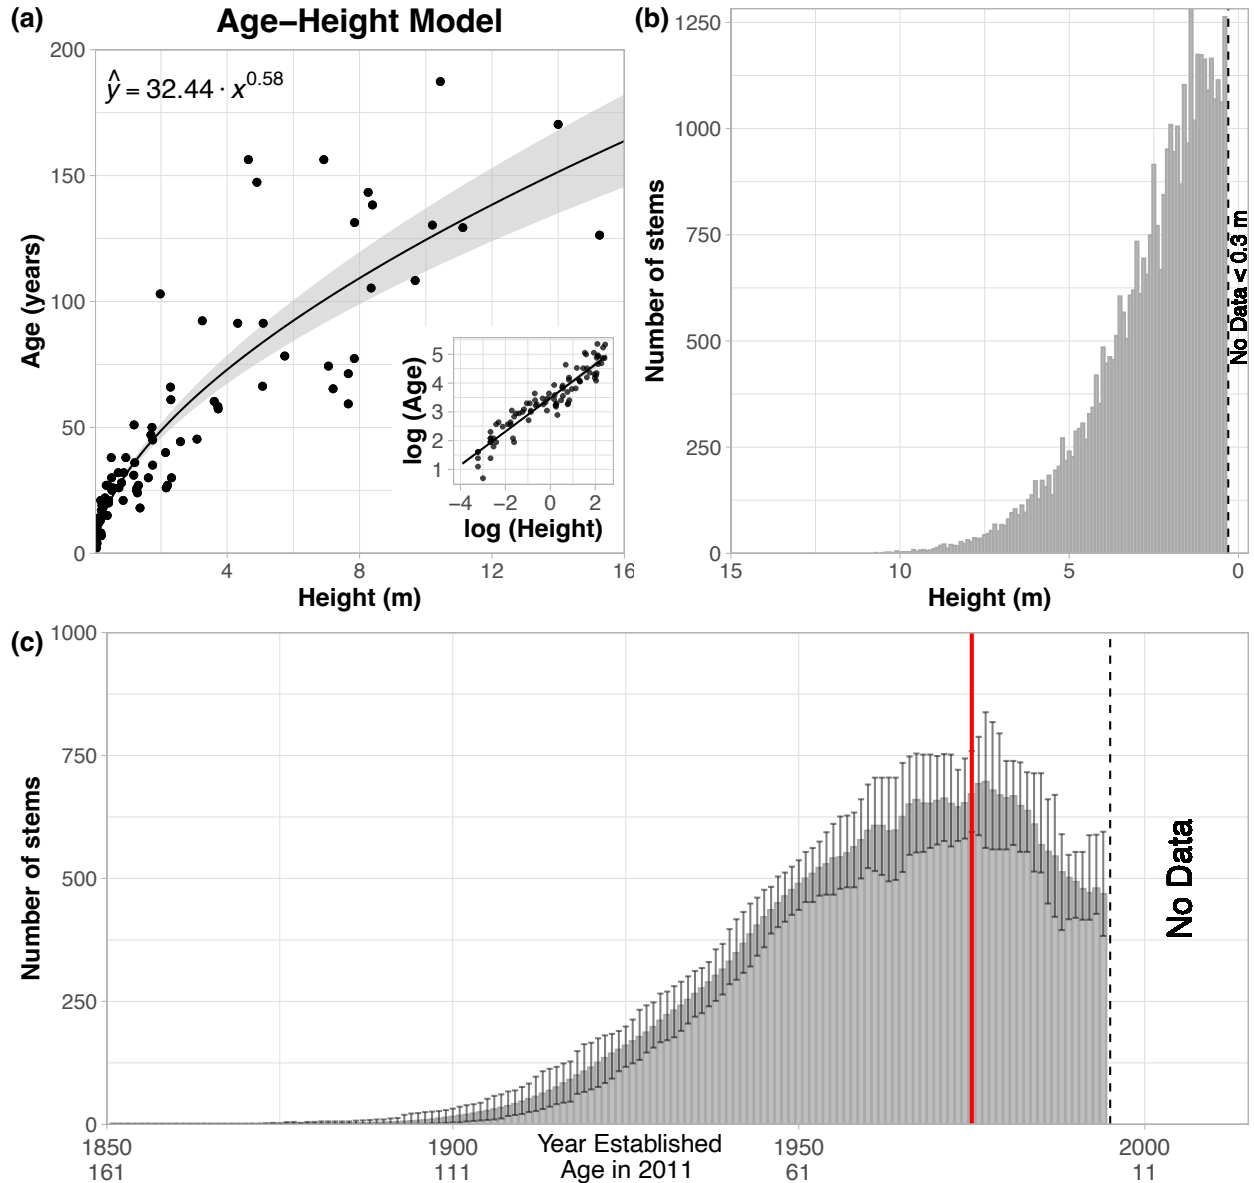 (a)
Age–Height Model
ŷ = 32.44 · x^0.58
200
150
100
50
0
Age (years)
4
8
12
16
Height (m)
5
4
3
2
1
log (Age)
−4
−2
0
2
log (Height)
(b)
1250
1000
750
500
250
0
Number of stems
No Data < 0.3 m
15
10
5
0
Height (m)
(c)
1000
750
500
250
0
Number of stems
No Data
1850
1900
1950
2000
Year Established
161
111
61
11
Age in 2011